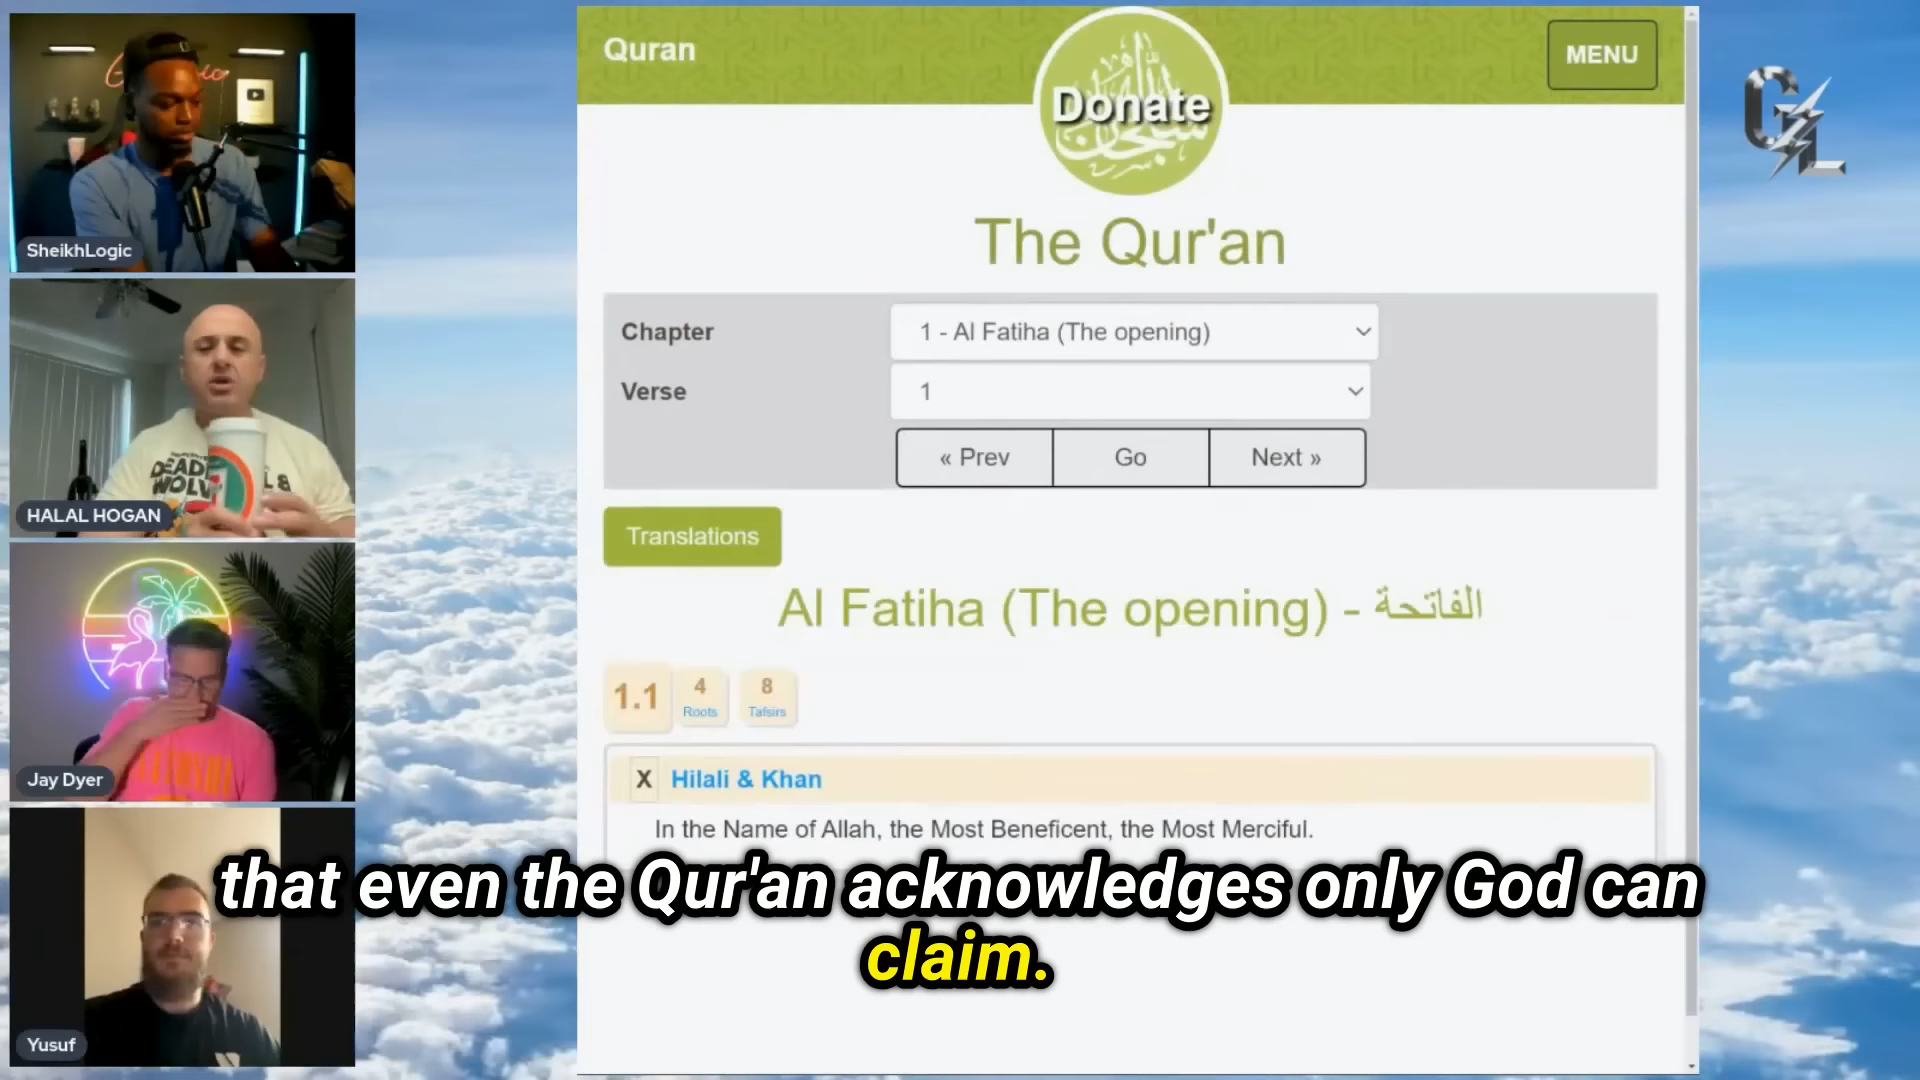 Quran
Donate
MENU
GL
The Qur'an
Chapter
1 - Al Fatiha (The opening)
Verse
1
« Prev
Go
Next »
Translations
Al Fatiha (The opening) - الفاتحة
1.1
4
Roots
8
Tafsirs
X
Hilali & Khan
In the Name of Allah, the Most Beneficent, the Most Merciful.
that even the Qur'an acknowledges only God can
claim.
SheikhLogic
DEAD
WOL
HALAL HOGAN
Jay Dyer
Yusuf